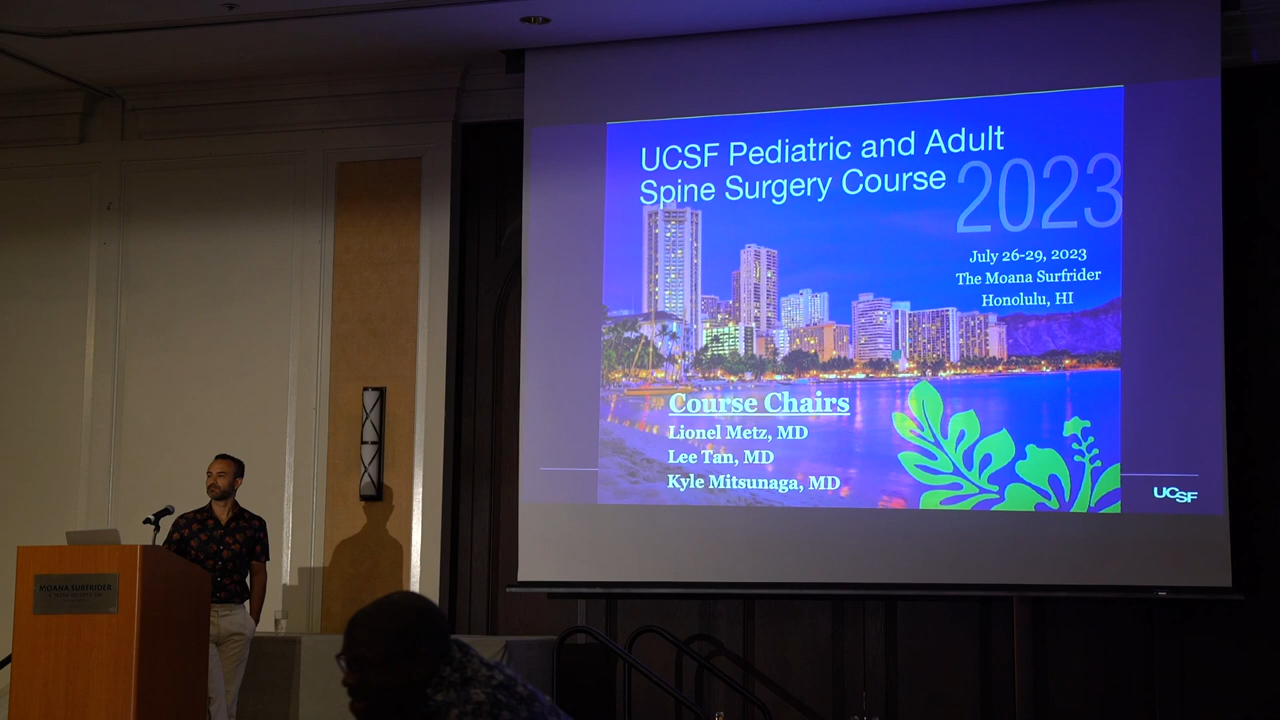 UCSF Pediatric and Adult
Spine Surgery Course
2023
July 26-29, 2023
The Moana Surfrider
Honolulu, HI
Course Chairs
Lionel Metz, MD
Lee Tan, MD
Kyle Mitsunaga, MD
UCSF
MOANA SURFRIDER